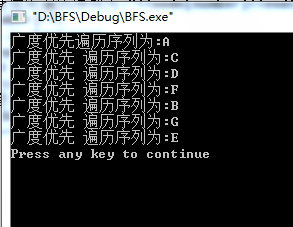 "D:\BFS\Debug\BFS.exe"
广度优先遍历序列为:A
广度优先 遍历序列为:C
广度优先 遍历序列为:D
广度优先 遍历序列为:F
广度优先 遍历序列为:B
广度优先 遍历序列为:G
广度优先 遍历序列为:E
Press any key to continue